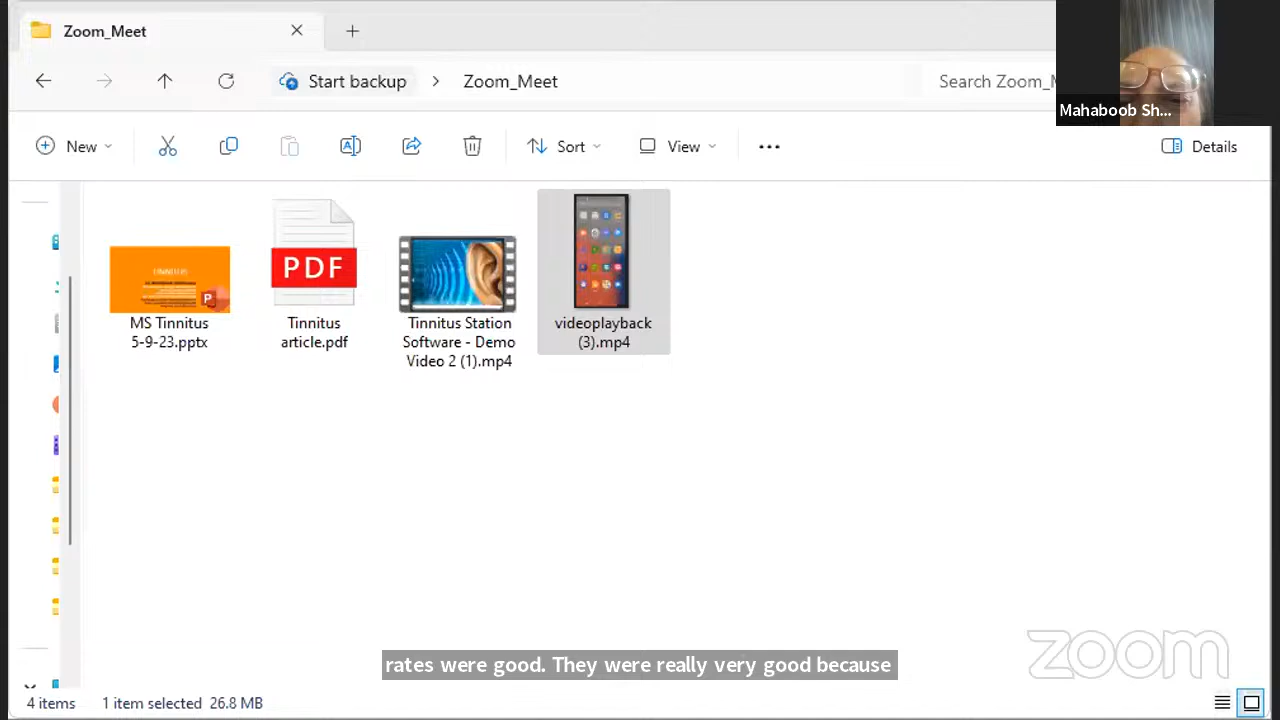 Zoom_Meet
Start backup
Zoom_Meet
Search Zoom_M
Mahaboob Sh...
New
Sort
View
Details
TINNITUS
PDF
P
MS Tinnitus
5-9-23.pptx
Tinnitus
article.pdf
Tinnitus Station
Software - Demo
Video 2 (1).mp4
videoplayback
(3).mp4
rates were good. They were really very good because
zoom
4 items
1 item selected 26.8 MB